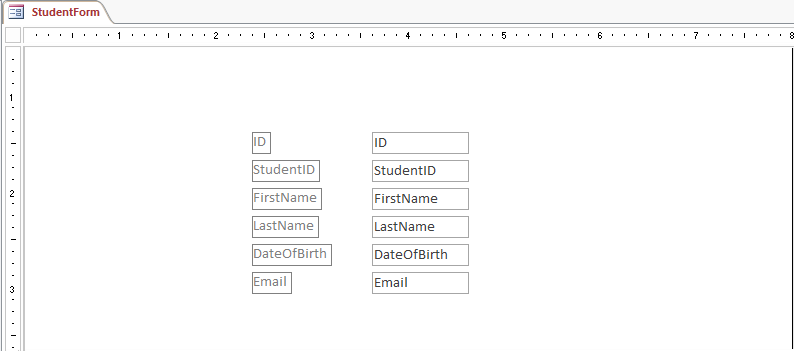 StudentForm
1 2 3 4 5 6 7 8
1
ID ID
StudentID StudentID
2
FirstName FirstName
LastName LastName
DateOfBirth DateOfBirth
Email Email
3